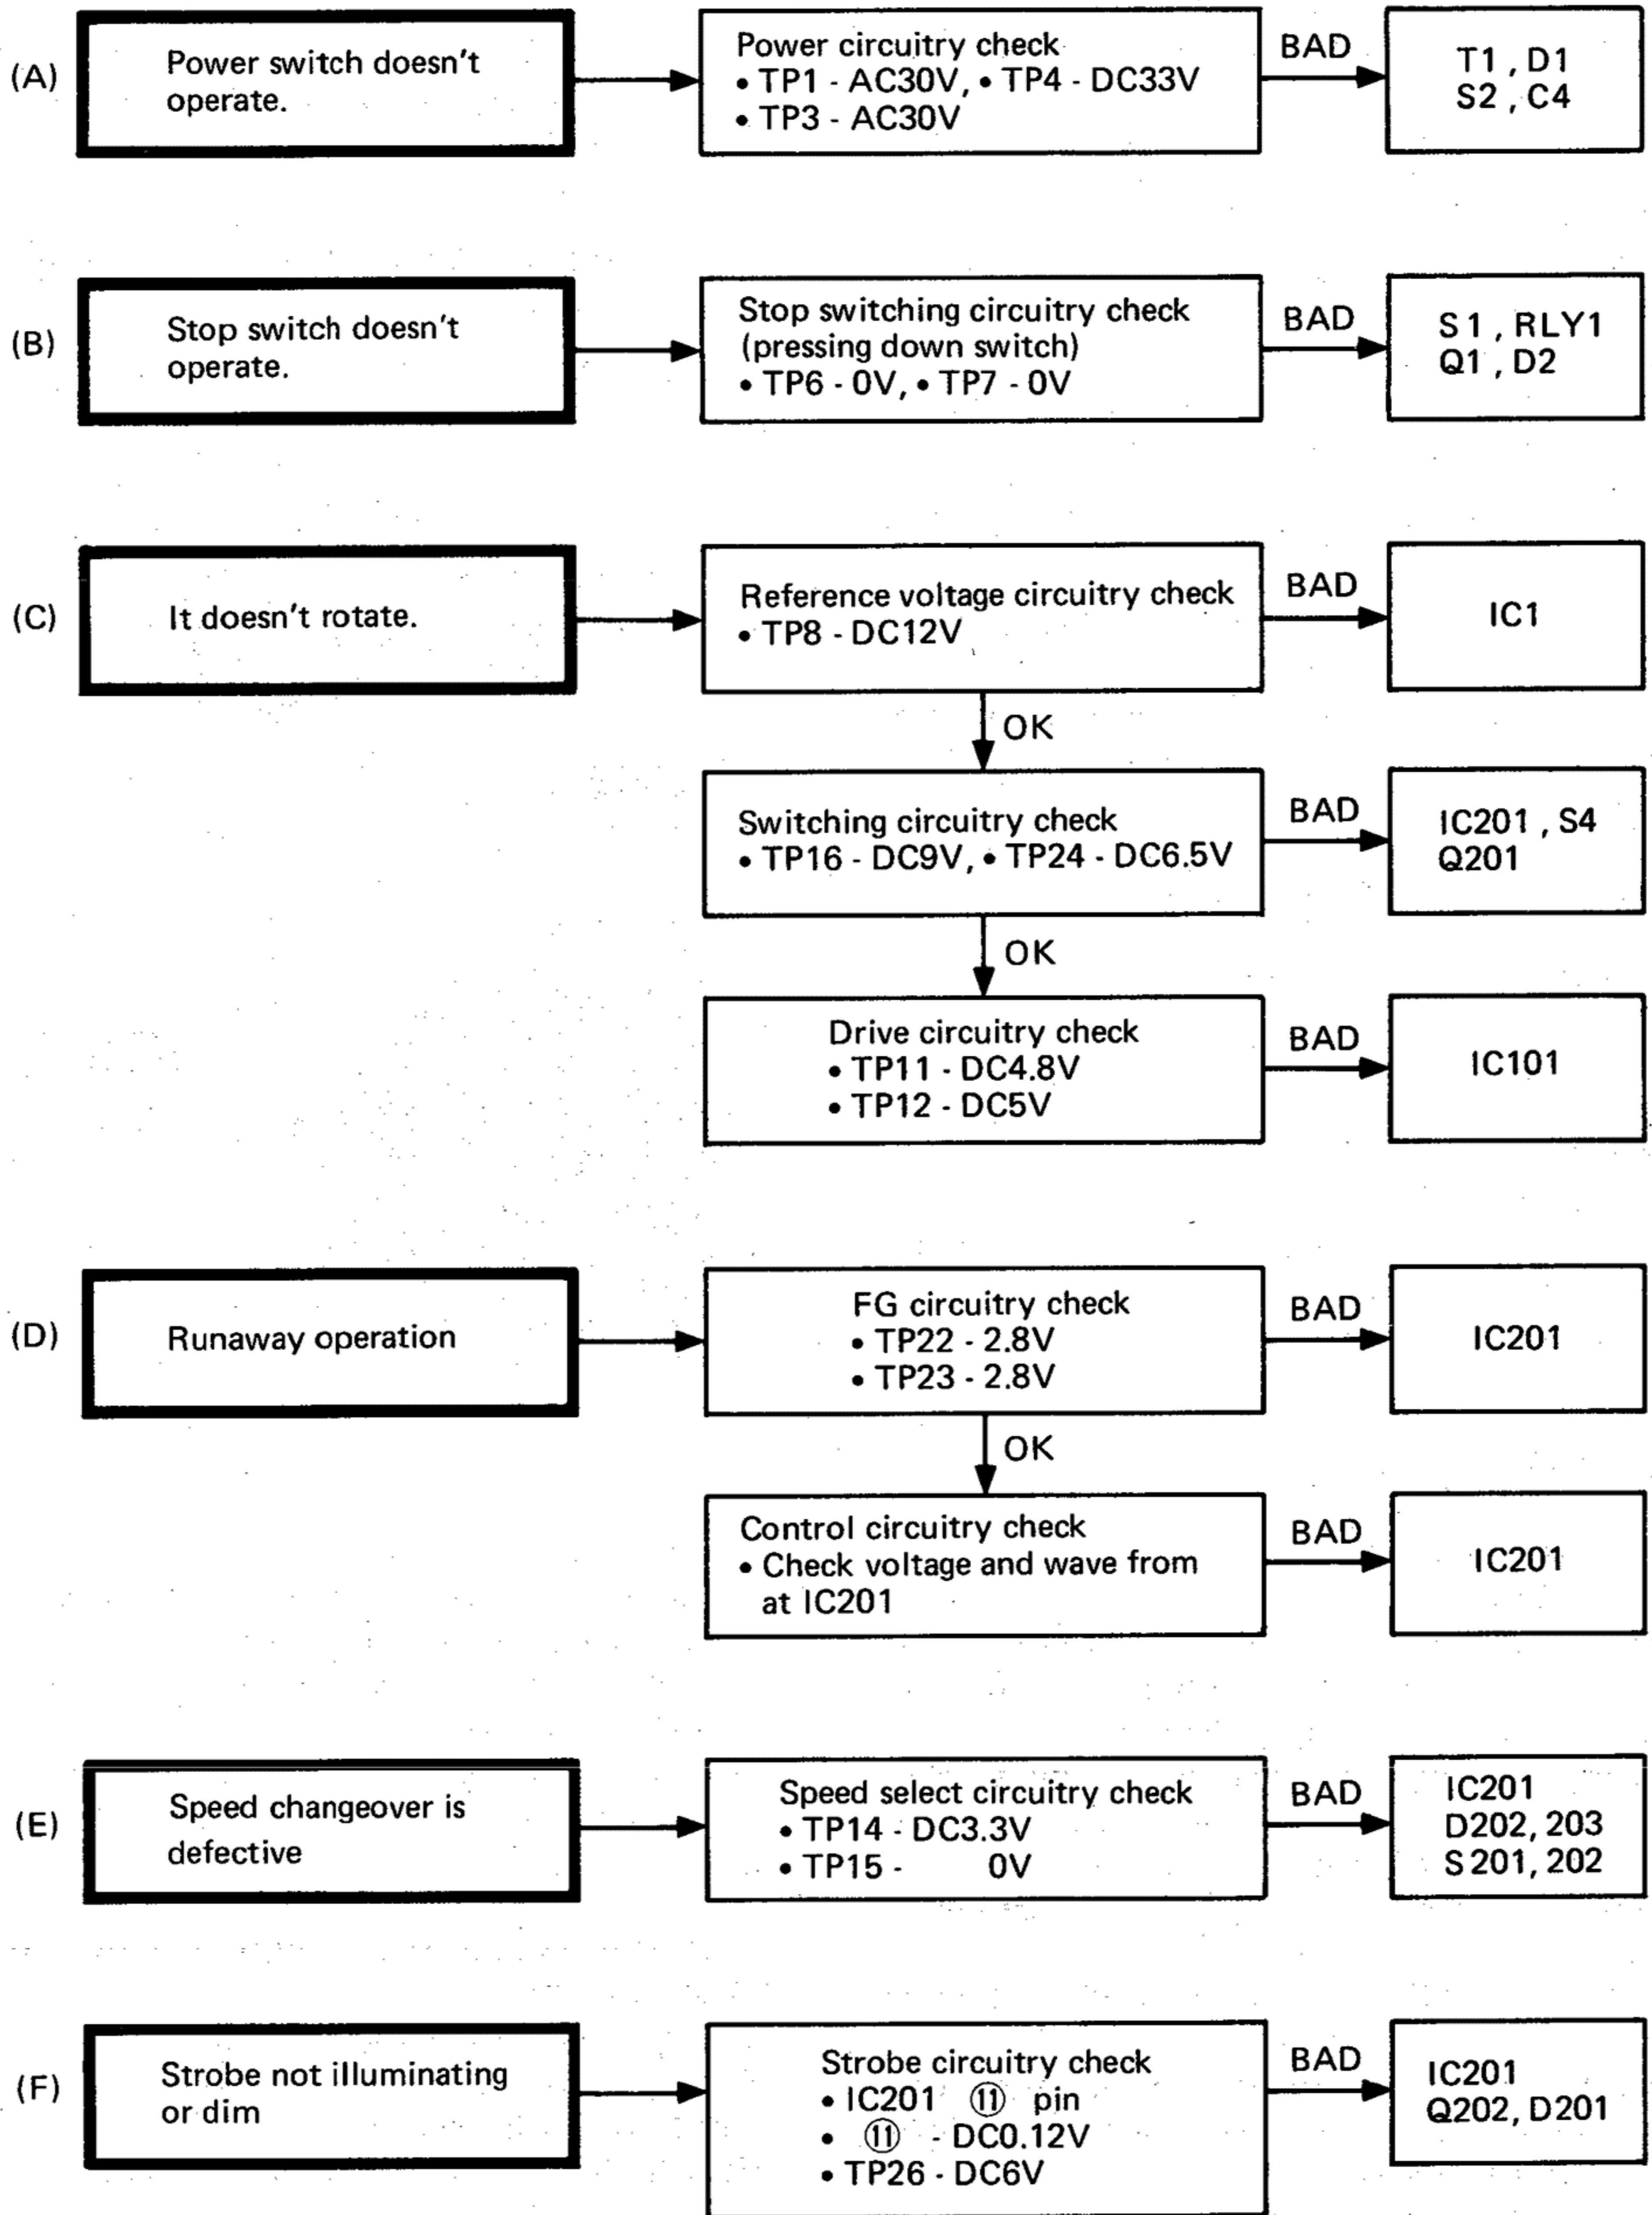 (A)
Power switch doesn't
operate.
Power circuitry check
• TP1 - AC30V, • TP4 - DC33V
• TP3 - AC30V
BAD
T1 , D1
S2 , C4
(B)
Stop switch doesn't
operate.
Stop switching circuitry check
(pressing down switch)
• TP6 - 0V, • TP7 - 0V
BAD
S1 , RLY1
Q1 , D2
(C)
It doesn't rotate.
Reference voltage circuitry check
• TP8 - DC12V
BAD
IC1
OK
Switching circuitry check
• TP16 - DC9V, • TP24 - DC6.5V
BAD
IC201 , S4
Q201
OK
Drive circuitry check
• TP11 - DC4.8V
• TP12 - DC5V
BAD
IC101
(D)
Runaway operation
FG circuitry check
• TP22 - 2.8V
• TP23 - 2.8V
BAD
IC201
OK
Control circuitry check
• Check voltage and wave from
at IC201
BAD
IC201
(E)
Speed changeover is
defective
Speed select circuitry check
• TP14 - DC3.3V
• TP15 - 0V
BAD
IC201
D202, 203
S201, 202
(F)
Strobe not illuminating
or dim
Strobe circuitry check
• IC201 ⑪ pin
• ⑪ - DC0.12V
• TP26 - DC6V
BAD
IC201
Q202, D201